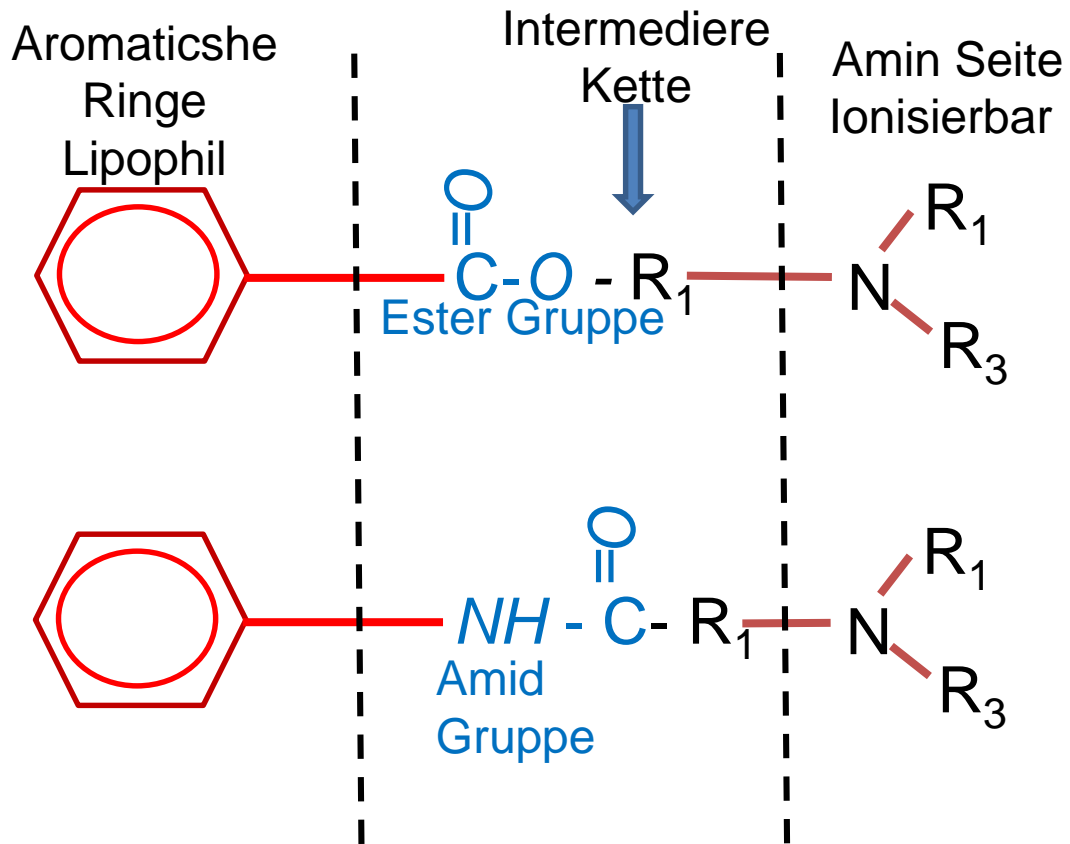 Aromaticshe
Ringe
Lipophil
Intermediere
Kette
Amin Seite
Ionisierbar
O
C-O - R₁
Ester Gruppe
N
R₁
R₃
O
NH - C- R₁
Amid
Gruppe
N
R₁
R₃